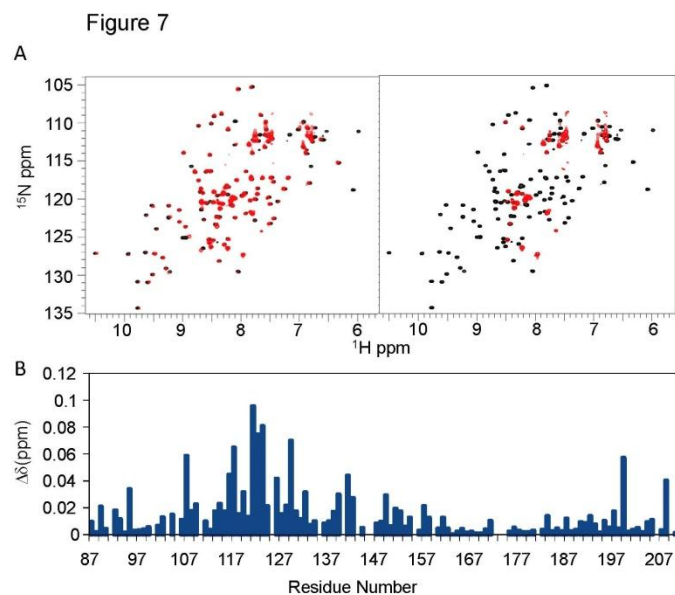 Figure 7
A
105
110
115
120
125
130
135
15N ppm
10 9 8 7 6 10 9 8 7 6
1H ppm
B
0.12
0.1
0.08
0.06
0.04
0.02
0
Δδ(ppm)
87 97 107 117 127 137 147 157 167 177 187 197 207
Residue Number